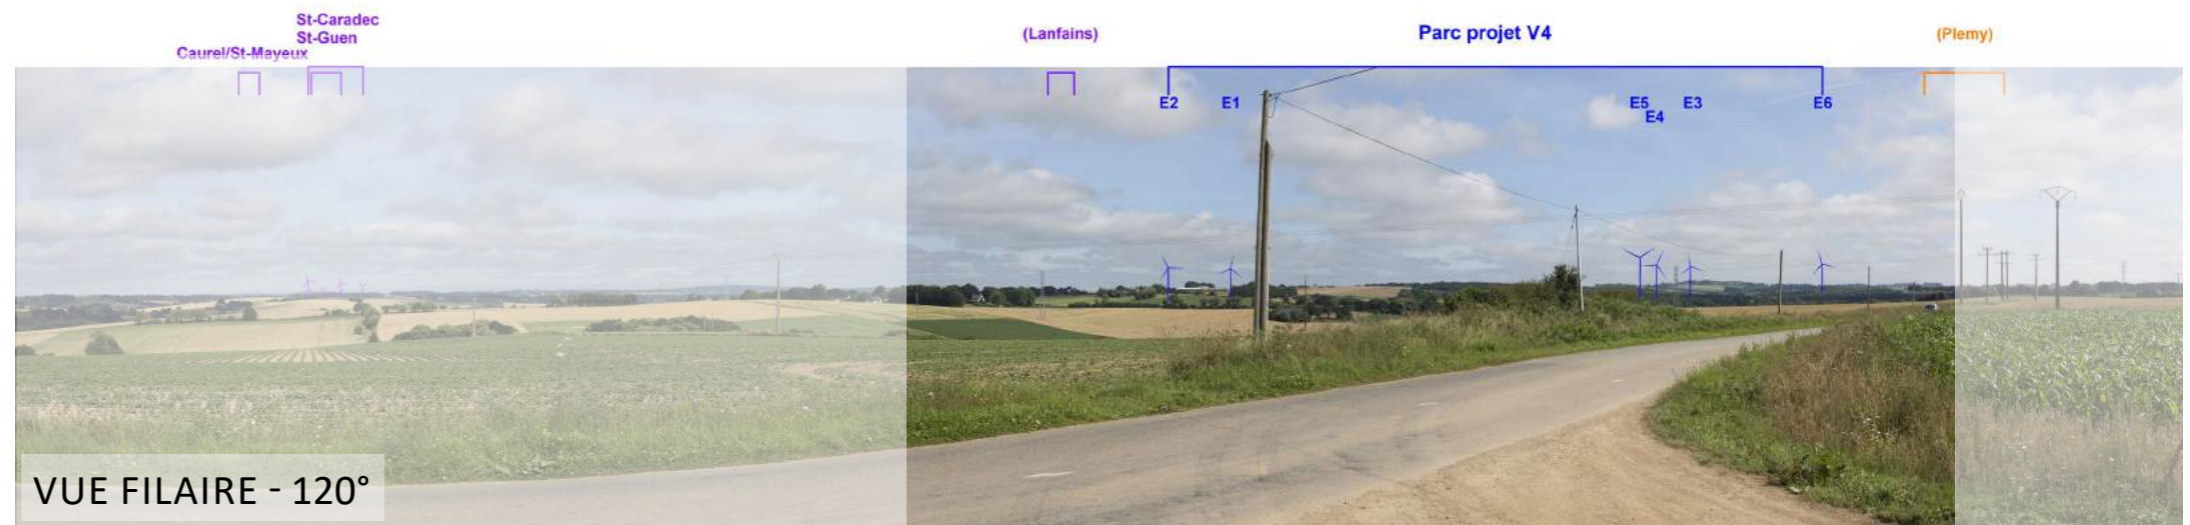 St-Caradec
St-Guen
Caurel/St-Mayeux
(Lanfains)
Parc projet V4
(Plemy)
E2
E1
E5
E4
E3
E6
VUE FILAIRE - 120°